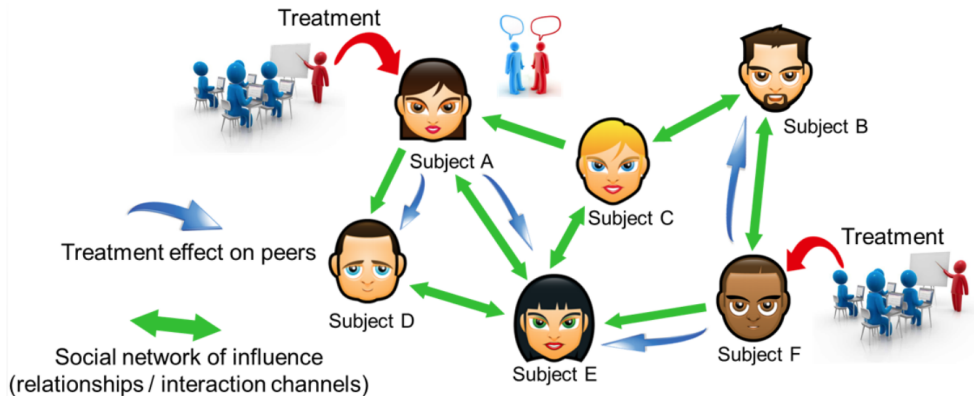 Treatment
Subject A
Subject B
Subject C
Treatment effect on peers
Treatment
Subject D
Subject E
Subject F
Social network of influence
(relationships / interaction channels)